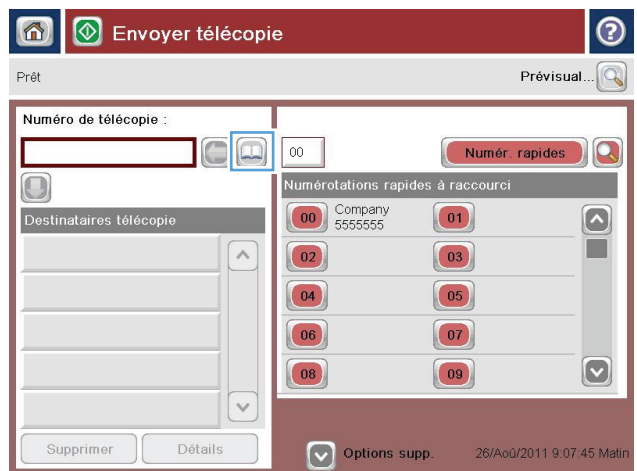 Envoyer télécopie
?
Prêt
Prévisual...
Numéro de télécopie :
00
Numér. rapides
Numérotations rapides à raccourci
00 Company 01
5555555
02 03
04 05
06 07
08 09
Destinataires télécopie
Supprimer Détails
Options supp. 26/Aoû/2011 9:07:45 Matin